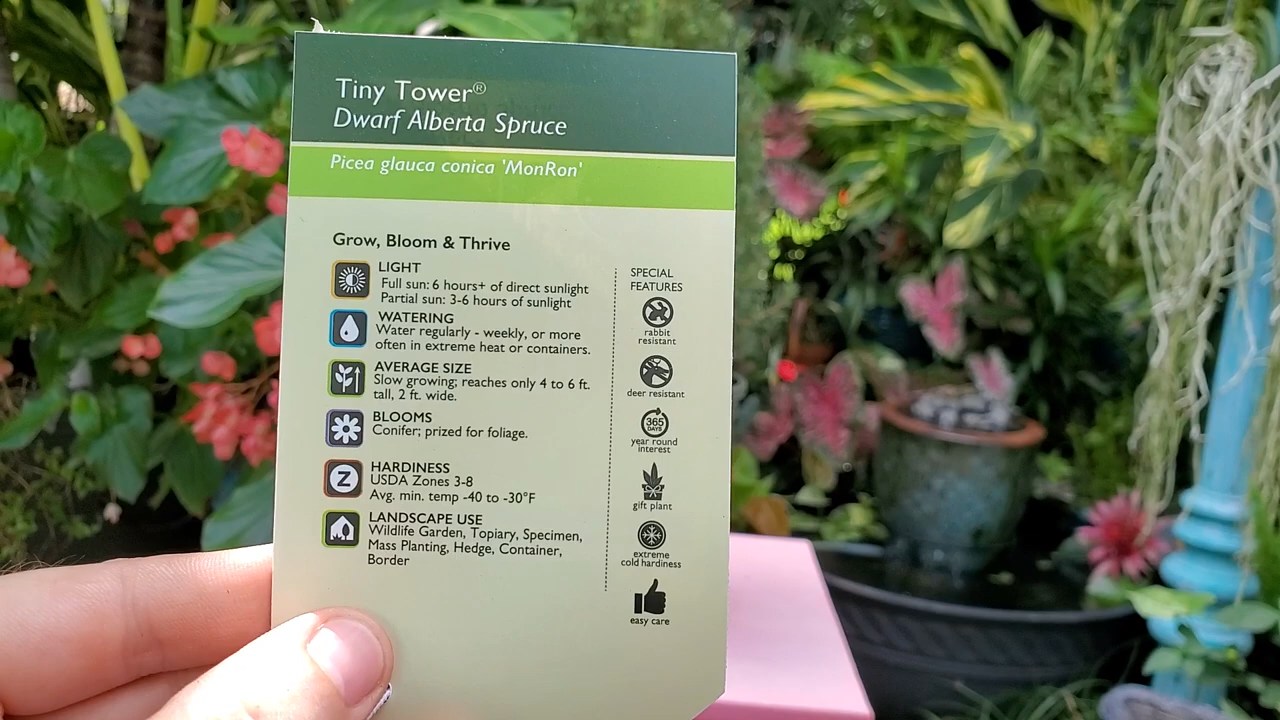 Tiny Tower®
Dwarf Alberta Spruce
Picea glauca conica 'MonRon'
Grow, Bloom & Thrive
LIGHT
Full sun: 6 hours+ of direct sunlight
Partial sun: 3-6 hours of sunlight
WATERING
Water regularly - weekly, or more
often in extreme heat or containers.
AVERAGE SIZE
Slow growing; reaches only 4 to 6 ft.
tall, 2 ft. wide.
BLOOMS
Conifer; prized for foliage.
Z
HARDINESS
USDA Zones 3-8
Avg. min. temp -40 to -30°F
LANDSCAPE USE
Wildlife Garden, Topiary, Specimen,
Mass Planting, Hedge, Container,
Border
SPECIAL
FEATURES
rabbit
resistant
deer resistant
365
DAYS
year round
interest
gift plant
extreme
cold hardiness
easy care